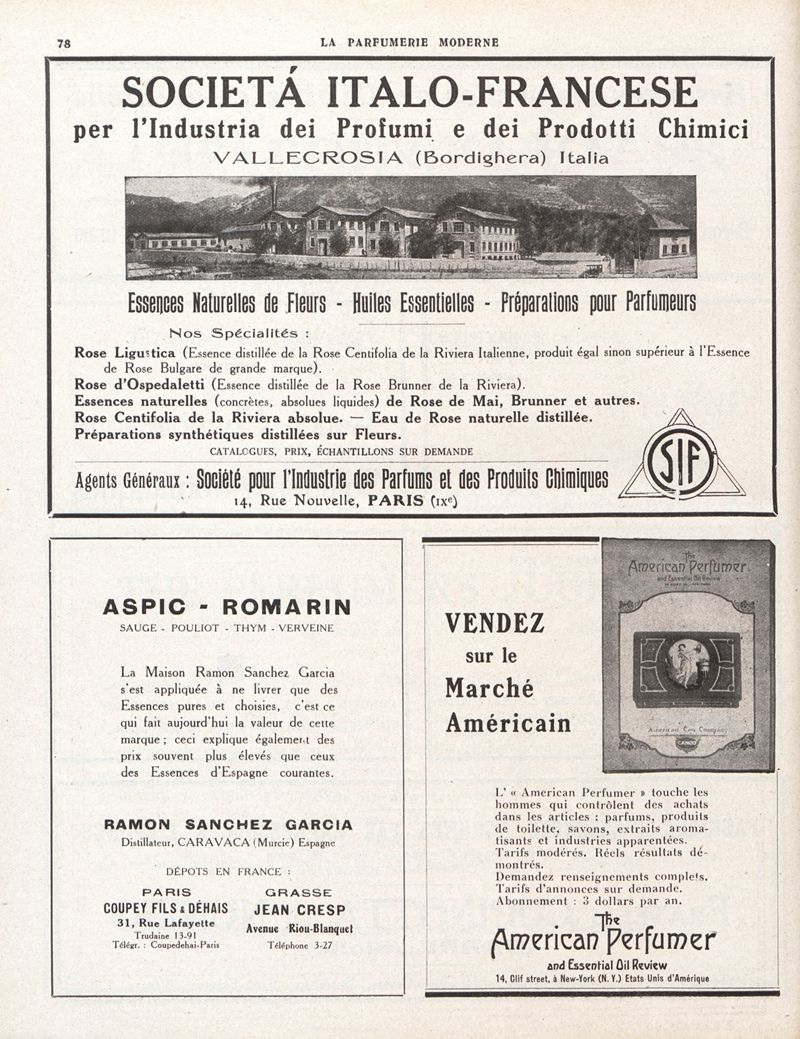 78
LA PARFUMERIE MODERNE
SOCIETÁ ITALO-FRANCESE
per l'Industria dei Profumi e dei Prodotti Chimici
VALLECROSIA (Bordighera) Italia
Essences Naturelles de Fleurs - Huiles Essentielles - Préparations pour Parfumeurs
Nos Spécialités :
Rose Ligustica (Essence distillée de la Rose Centifolia de la Riviera Italienne, produit égal sinon supérieur à l'Essence
de Rose Bulgare de grande marque).
Rose d'Ospedaletti (Essence distillée de la Rose Brunner de la Riviera).
Essences naturelles (concrètes, absolues liquides) de Rose de Mai, Brunner et autres.
Rose Centifolia de la Riviera absolue. — Eau de Rose naturelle distillée.
Préparations synthétiques distillées sur Fleurs.
CATALOGUES, PRIX, ÉCHANTILLONS SUR DEMANDE
SIF
Agents Généraux : Société pour l'Industrie des Parfums et des Produits Chimiques
14, Rue Nouvelle, PARIS (IXe)
ASPIC - ROMARIN
SAUGE - POULIOT - THYM - VERVEINE
La Maison Ramon Sanchez Garcia
s'est appliquée à ne livrer que des
Essences pures et choisies, c'est ce
qui fait aujourd'hui la valeur de cette
marque ; ceci explique également des
prix souvent plus élevés que ceux
des Essences d'Espagne courantes.
RAMON SANCHEZ GARCIA
Distillateur, CARAVACA (Murcie) Espagne
DÉPOTS EN FRANCE :
PARIS
COUPEY FILS & DÉHAIS
31, Rue Lafayette
Trudaine 13-91
Télégr. : Coupedehai-Paris
GRASSE
JEAN CRESP
Avenue Riou-Blanquet
Téléphone 3-27
VENDEZ
sur le
Marché
Américain
The
American Perfumer
and Essential Oil Review
American Can Company
CANCO
L' « American Perfumer » touche les
hommes qui contrôlent des achats
dans les articles : parfums, produits
de toilette, savons, extraits aroma-
tisants et industries apparentées.
Tarifs modérés. Réels résultats dé-
montrés.
Demandez renseignements complets.
Tarifs d'annonces sur demande.
Abonnement : 3 dollars par an.
The
American Perfumer
and Essential Oil Review
14, Clif street, à New-York (N. Y.) Etats Unis d'Amérique